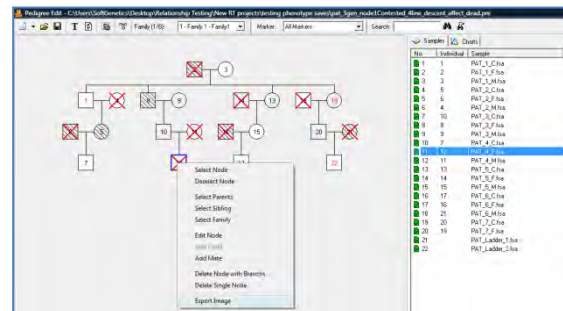 Pedigree Edit - C:\Users\SoftGenetics\Desktop\Relationship Testing\New RT projects\testing phenotype saves\pat_5gen_node1Contested_4line_descent_affect_dead.pre
T Family (1/8): 1 - Family 1 - Family1 Marker: All Markers Search:
Samples Charts
No. Individual Sample
1 1 PAT_1_C.fsa
2 2 PAT_1_F.fsa
3 3 PAT_1_M.fsa
4 5 PAT_2_C.fsa
5 6 PAT_2_F.fsa
6 4 PAT_2_M.fsa
7 10 PAT_3_C.fsa
8 8 PAT_3_F.fsa
9 9 PAT_3_M.fsa
10 7 PAT_4_C.fsa
11 12 PAT_4_F.fsa
12 11 PAT_4_M.fsa
13 13 PAT_5_C.fsa
14 14 PAT_5_F.fsa
15 15 PAT_5_M.fsa
16 17 PAT_6_C.fsa
17 16 PAT_6_F.fsa
18 21 PAT_6_M.fsa
19 20 PAT_7_C.fsa
20 19 PAT_7_F.fsa
21 PAT_Ladder_1.fsa
22 PAT_Ladder_2.fsa
3
1 9 13 19
10 15 20
7 22
Select Node
Deselect Node
Select Parents
Select Sibling
Select Family
Edit Node
Add Child
Add Mate
Delete Node with Branches
Delete Single Node
Export Image